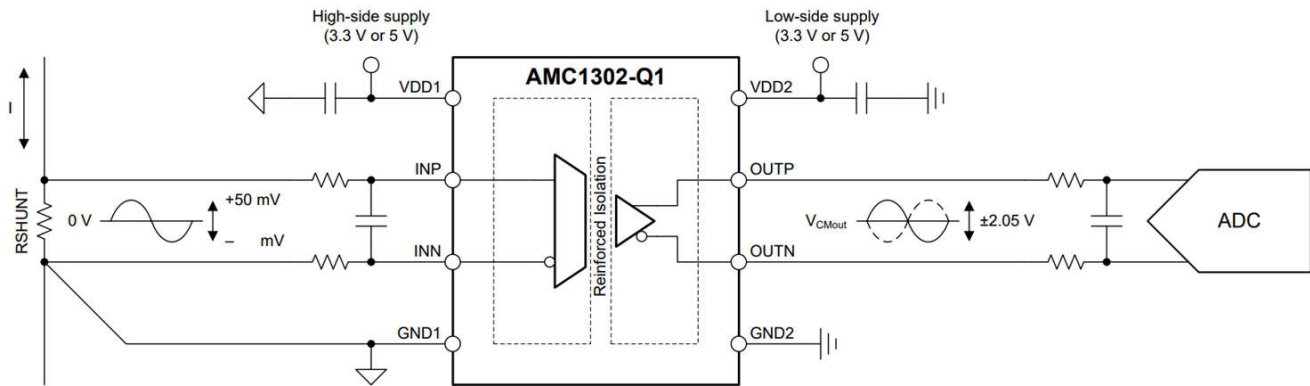 High-side supply
(3.3 V or 5 V)
Low-side supply
(3.3 V or 5 V)
AMC1302-Q1
VDD1
VDD2
I
INP
OUTP
RSHUNT
0 V
+50 mV
– mV
Reinforced Isolation
VCMout
±2.05 V
ADC
INN
OUTN
GND1
GND2